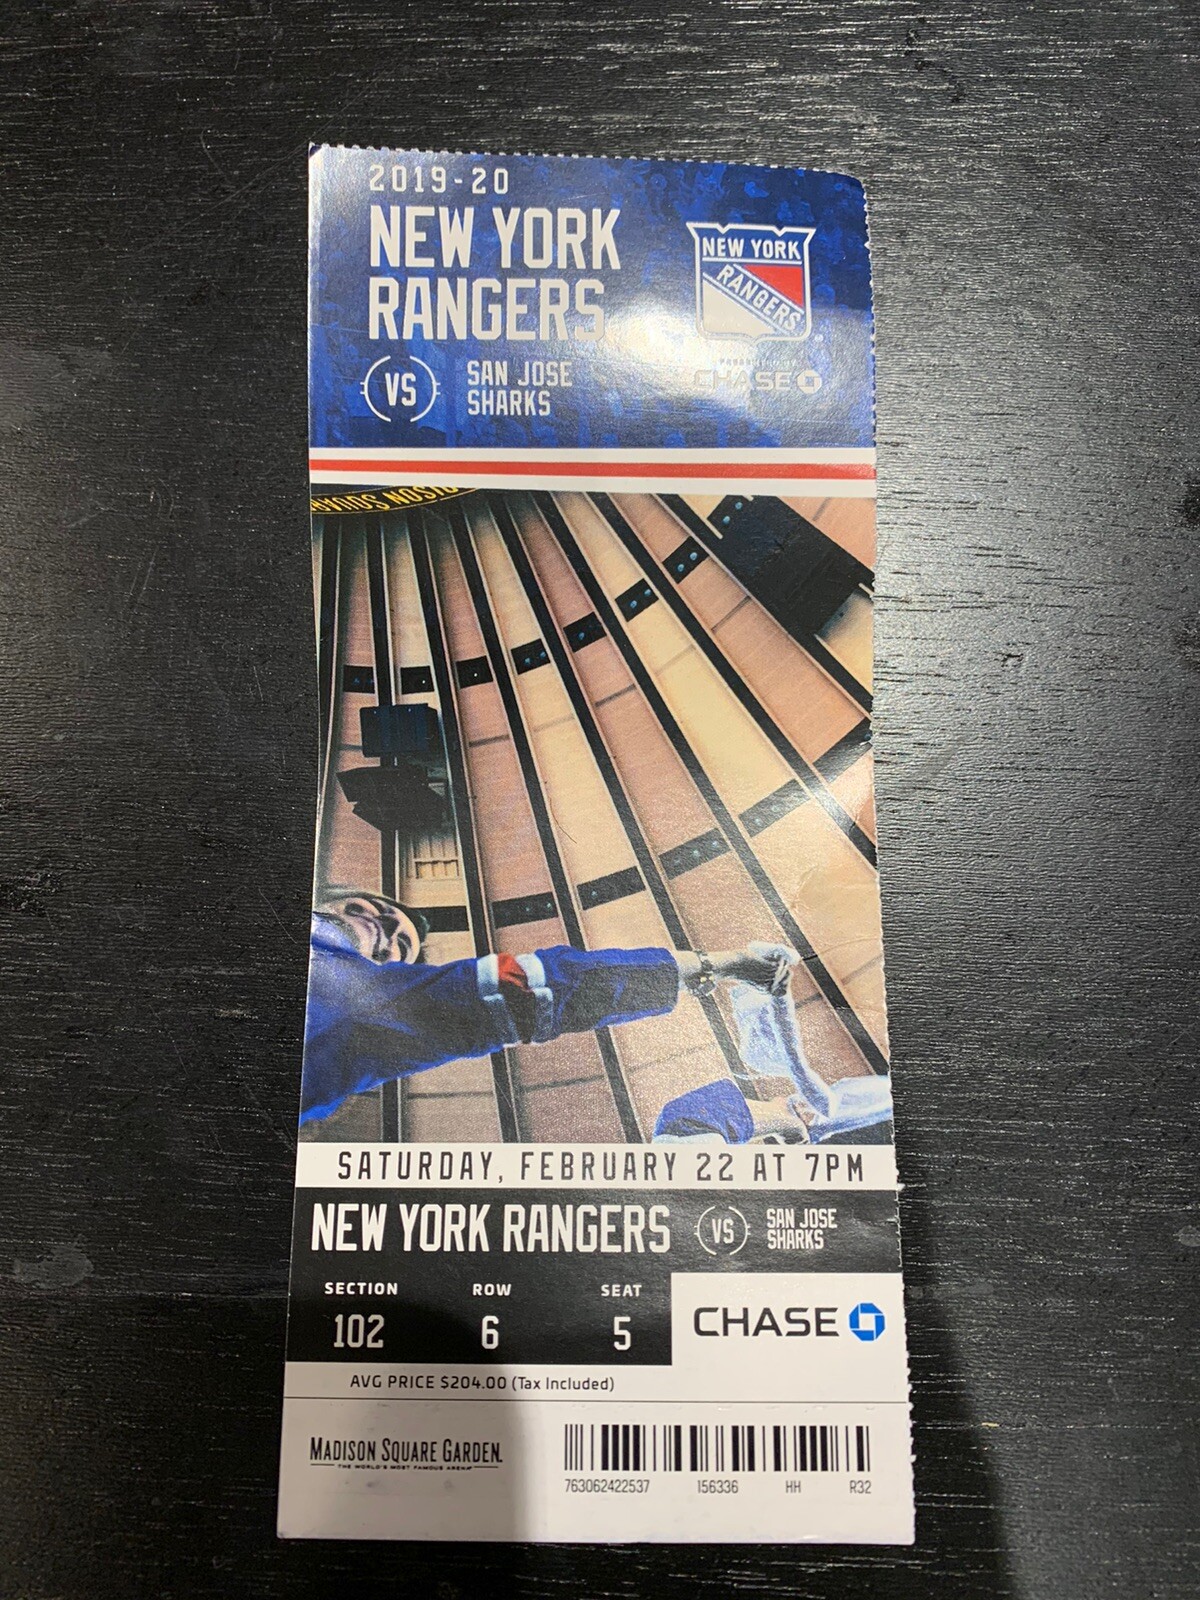 2019-20
NEW YORK
RANGERS
VS
SAN JOSE
SHARKS
NEW YORK
RANGERS
CHASE
SATURDAY, FEBRUARY 22 AT 7PM
NEW YORK RANGERS
VS
SAN JOSE
SHARKS
SECTION ROW SEAT
102 6 5
CHASE
AVG PRICE $204.00 (Tax Included)
MADISON SQUARE GARDEN.
THE WORLD'S MOST FAMOUS ARENA
763062422537 156336 HH R32